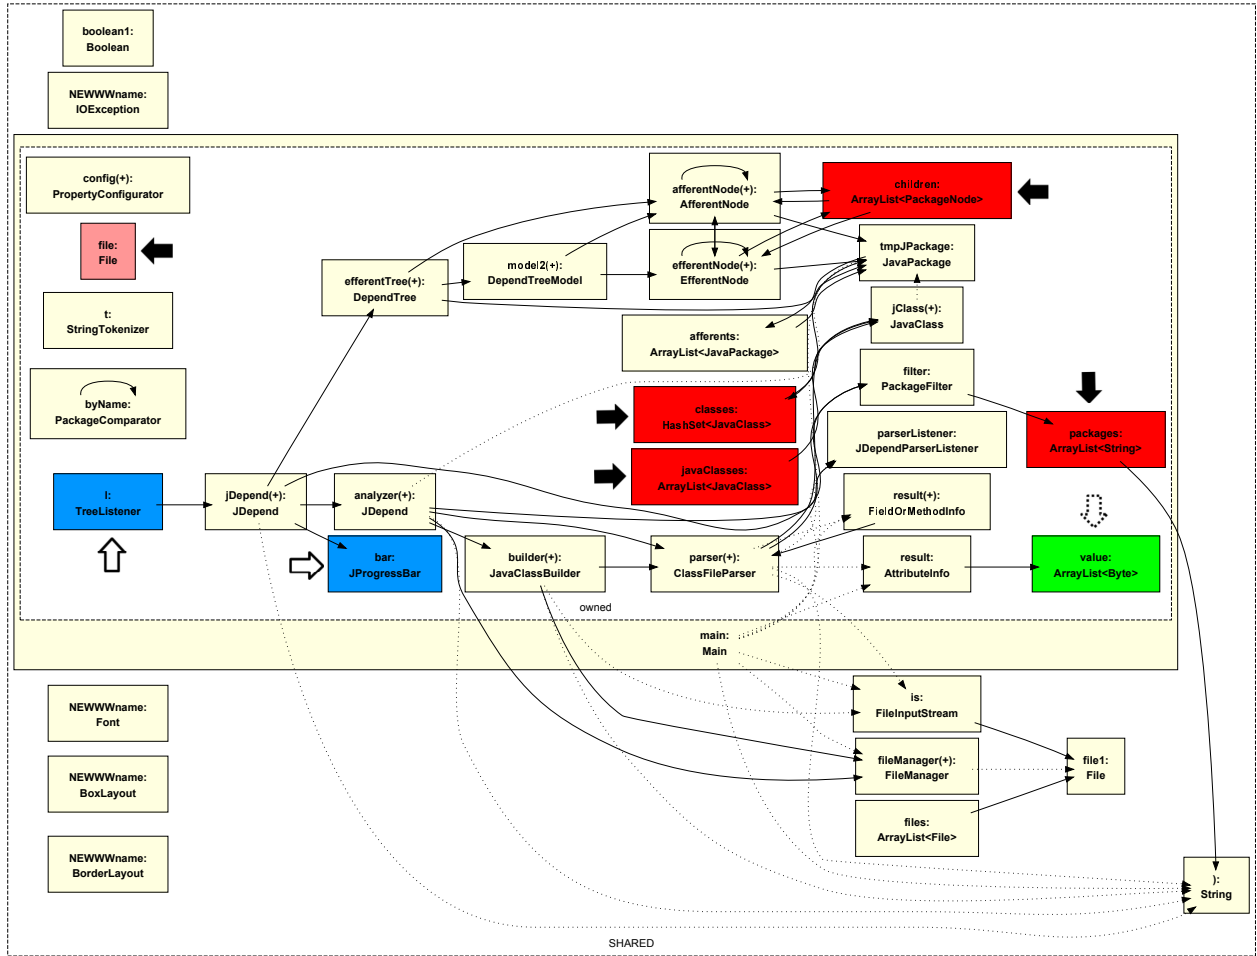 boolean1:
Boolean
NEWWWname:
IOException
config(+):
PropertyConfigurator
file:
File
t:
StringTokenizer
byName:
PackageComparator
l:
TreeListener
jDepend(+):
JDepend
analyzer(+):
JDepend
bar:
JProgressBar
efferentTree(+):
DependTree
model2(+):
DependTreeModel
afferentNode(+):
AfferentNode
efferentNode(+):
EfferentNode
children:
ArrayList<PackageNode>
tmpJPackage:
JavaPackage
jClass(+):
JavaClass
afferents:
ArrayList<JavaPackage>
filter:
PackageFilter
classes:
HashSet<JavaClass>
packages:
ArrayList<String>
parserListener:
JDependParserListener
javaClasses:
ArrayList<JavaClass>
result(+):
FieldOrMethodInfo
builder(+):
JavaClassBuilder
parser(+):
ClassFileParser
result:
AttributeInfo
value:
ArrayList<Byte>
owned
main:
Main
NEWWWname:
Font
NEWWWname:
BoxLayout
NEWWWname:
BorderLayout
is:
FileInputStream
fileManager(+):
FileManager
file1:
File
files:
ArrayList<File>
):
String
SHARED